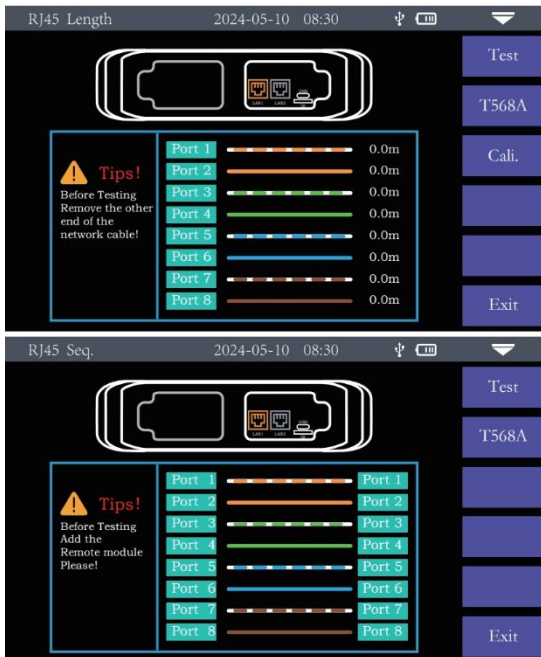 RJ45 Length 2024-05-10 08:30
Test
T568A
Cali.
Exit
LAN1 LAN2
Tips!
Before Testing
Remove the other
end of the
network cable!
Port 1 0.0m
Port 2 0.0m
Port 3 0.0m
Port 4 0.0m
Port 5 0.0m
Port 6 0.0m
Port 7 0.0m
Port 8 0.0m
RJ45 Seq. 2024-05-10 08:30
Test
T568A
Exit
LAN1 LAN2
Tips!
Before Testing
Add the
Remote module
Please!
Port 1 Port 1
Port 2 Port 2
Port 3 Port 3
Port 4 Port 4
Port 5 Port 5
Port 6 Port 6
Port 7 Port 7
Port 8 Port 8